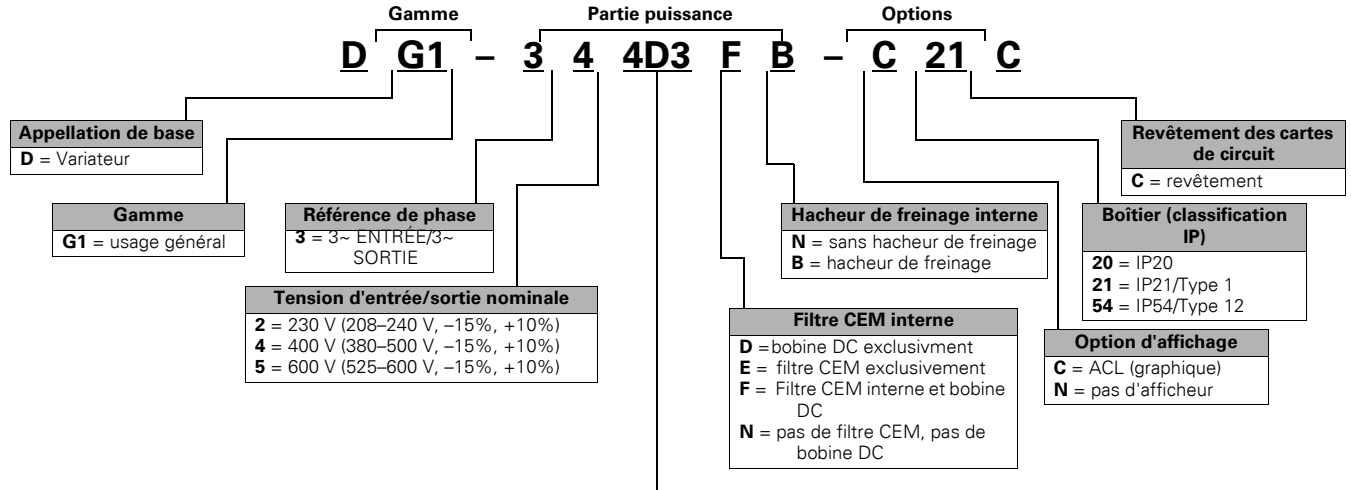 Gamme Partie puissance Options
D G1 – 3 4 4D3 F B – C 21 C
Appellation de base
D = Variateur
Gamme
G1 = usage général
Référence de phase
3 = 3~ ENTRÉE/3~
SORTIE
Tension d'entrée/sortie nominale
2 = 230 V (208–240 V, –15%, +10%)
4 = 400 V (380–500 V, –15%, +10%)
5 = 600 V (525–600 V, –15%, +10%)
Hacheur de freinage interne
N = sans hacheur de freinage
B = hacheur de freinage
Filtre CEM interne
D =bobine DC exclusivment
E = filtre CEM exclusivement
F = Filtre CEM interne et bobine
DC
N = pas de filtre CEM, pas de
bobine DC
Revêtement des cartes
de circuit
C = revêtement
Boîtier (classification
IP)
20 = IP20
21 = IP21/Type 1
54 = IP54/Type 12
Option d'affichage
C = ACL (graphique)
N = pas d'afficheur